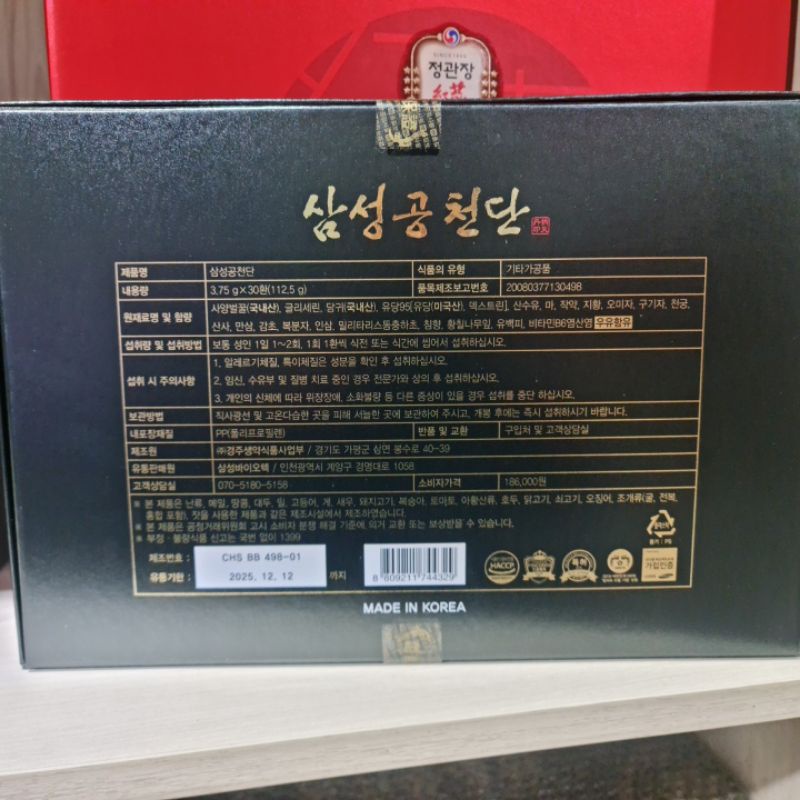 SINCE 1899
정관장
삼성공천단
제품명 삼성공천단 식품의 유형 기타가공품
내용량 3.75 g×30환(112.5 g) 품목제조보고번호 20080377130498
원재료명 및 함량 사양벌꿀(국내산), 글리세린, 당귀(국내산), 유당95[유당(미국산), 덱스트린], 산수유, 마, 작약, 지황, 오미자, 구기자, 천궁,
산사, 만삼, 감초, 복분자, 인삼, 밀리타리스동충하초, 침향, 황칠나무잎, 유백피, 비타민B6염산염 우유함유
섭취량 및 섭취방법 보통 성인 1일 1~2회, 1회 1환씩 식전 또는 식간에 씹어서 섭취하십시오.
섭취 시 주의사항 1. 알레르기체질, 특이체질은 성분을 확인 후 섭취하십시오.
2. 임신, 수유부 및 질병 치료 중인 경우 전문가와 상의 후 섭취하십시오.
3. 개인의 신체에 따라 위장장애, 소화불량 등 다른 증상이 있을 경우 섭취를 중단 하십시오.
보관방법 직사광선 및 고온다습한 곳을 피해 서늘한 곳에 보관하여 주시고, 개봉 후에는 즉시 섭취하시기 바랍니다.
내포장재질 PP(폴리프로필렌) 반품 및 교환 구입처 및 고객상담실
제조원 ㈜경주생약식품사업부 / 경기도 가평군 상면 봉수로 40-39
유통판매원 삼성바이오텍 / 인천광역시 계양구 경명대로 1058
고객상담실 070-5180-5158 소비자가격 186,000원
※ 본 제품은 난류, 메밀, 땅콩, 대두, 밀, 고등어, 게, 새우, 돼지고기, 복숭아, 토마토, 아황산류, 호두, 닭고기, 쇠고기, 오징어, 조개류(굴, 전복,
홍합 포함), 잣을 사용한 제품과 같은 제조시설에서 제조하였습니다.
※ 본 제품은 공정거래위원회 고시 소비자 분쟁 해결 기준에 의거 교환 또는 보상받을 수 있습니다.
※ 부정·불량식품 신고는 국번 없이 1399
제조번호 : CHS BB 498-01
유통기한 : 2025. 12. 12 까지
8 809211 744329
HACCP
특허
가입인증
용기 : PS
MADE IN KOREA